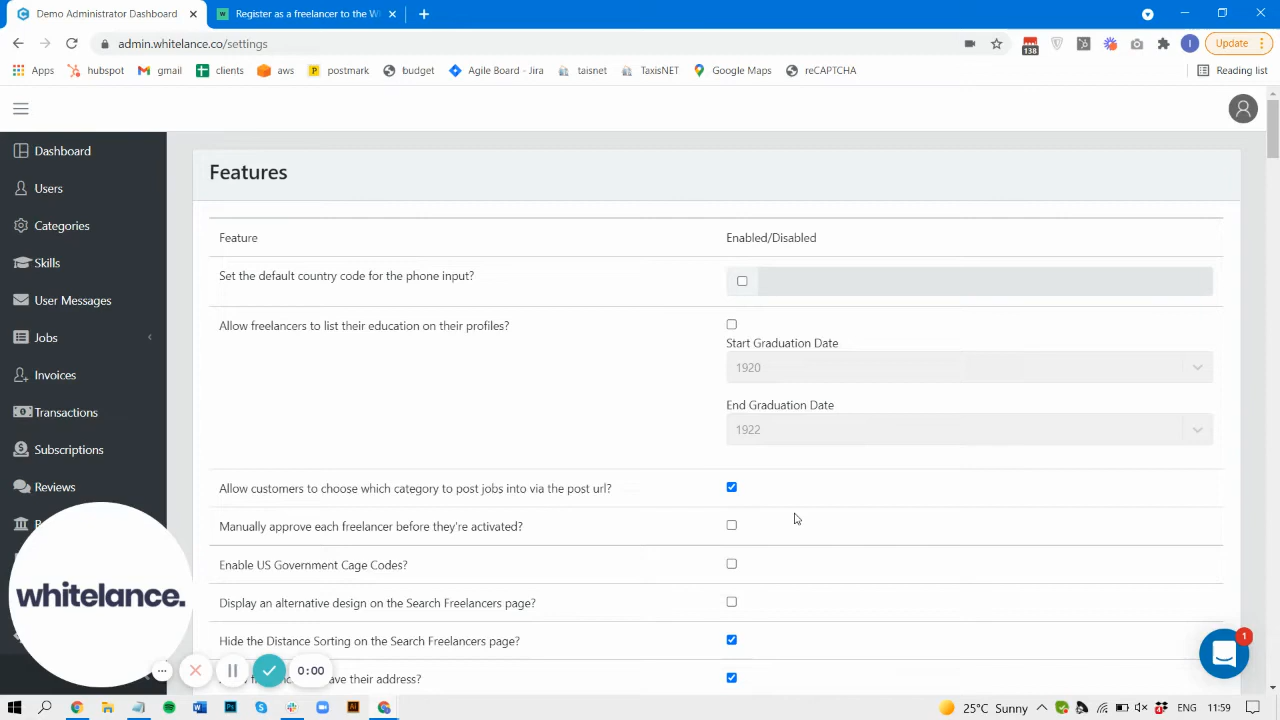 Demo Administrator Dashboard
Register as a freelancer to the W
admin.whitelance.co/settings
138
Update
Apps
hubspot
gmail
clients
aws
postmark
budget
Agile Board - Jira
taisnet
TaxisNET
Google Maps
reCAPTCHA
Reading list
Dashboard
Users
Categories
Skills
User Messages
Jobs
Invoices
Transactions
Subscriptions
Reviews
whitelance.
Features
Feature
Enabled/Disabled
Set the default country code for the phone input?
Allow freelancers to list their education on their profiles?
Start Graduation Date
1920
End Graduation Date
1922
Allow customers to choose which category to post jobs into via the post url?
Manually approve each freelancer before they're activated?
Enable US Government Cage Codes?
Display an alternative design on the Search Freelancers page?
Hide the Distance Sorting on the Search Freelancers page?
their address?
0:00
1
25°C Sunny
ENG
11:59